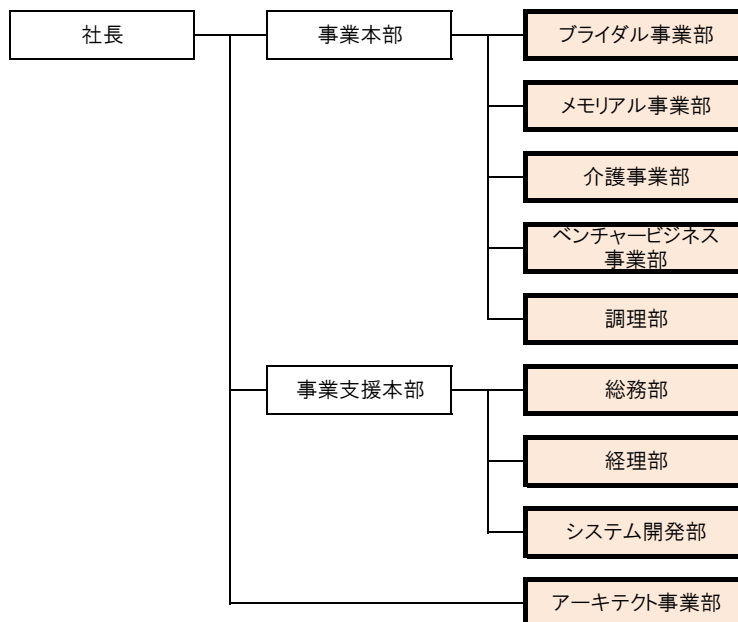 社長
事業本部
ブライダル事業部
メモリアル事業部
介護事業部
ベンチャービジネス
事業部
調理部
事業支援本部
総務部
経理部
システム開発部
アーキテクト事業部